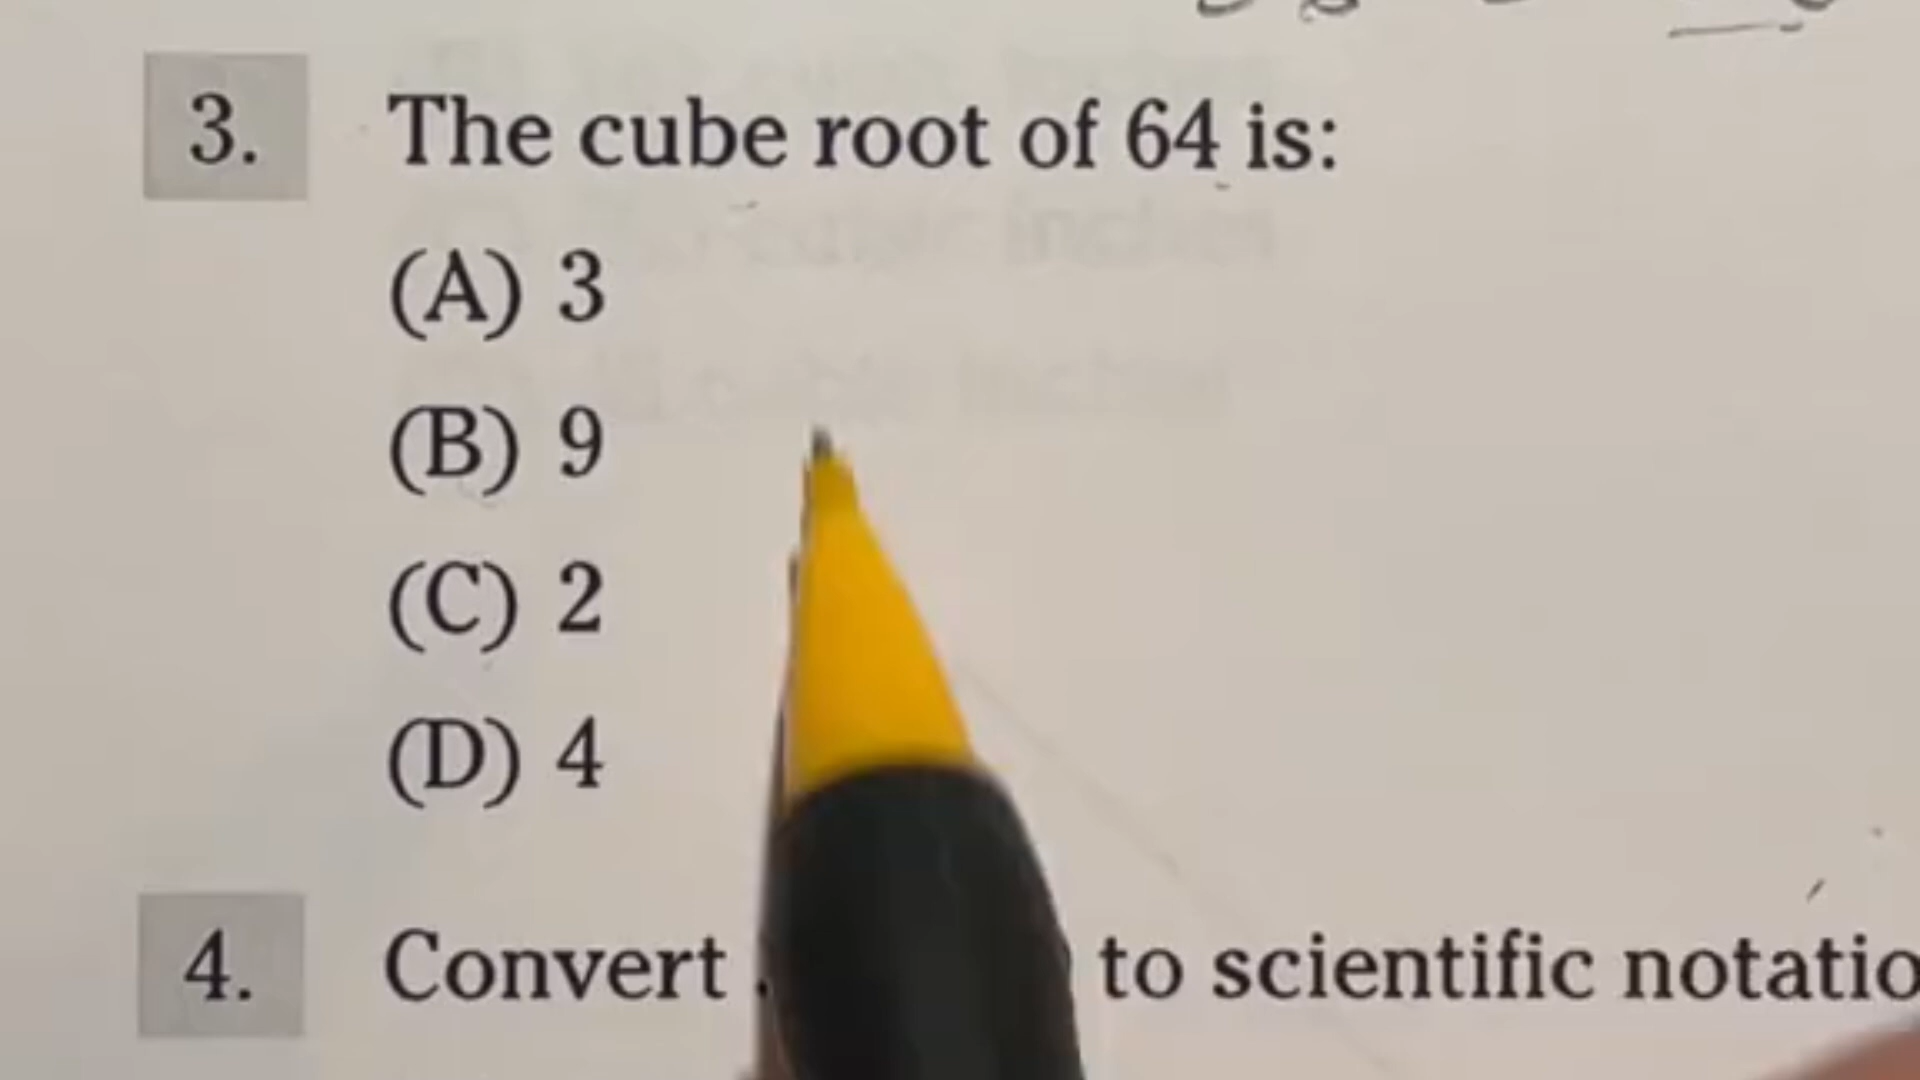 3. The cube root of 64 is:
(A) 3
(B) 9
(C) 2
(D) 4
4. Convert . to scientific notatio